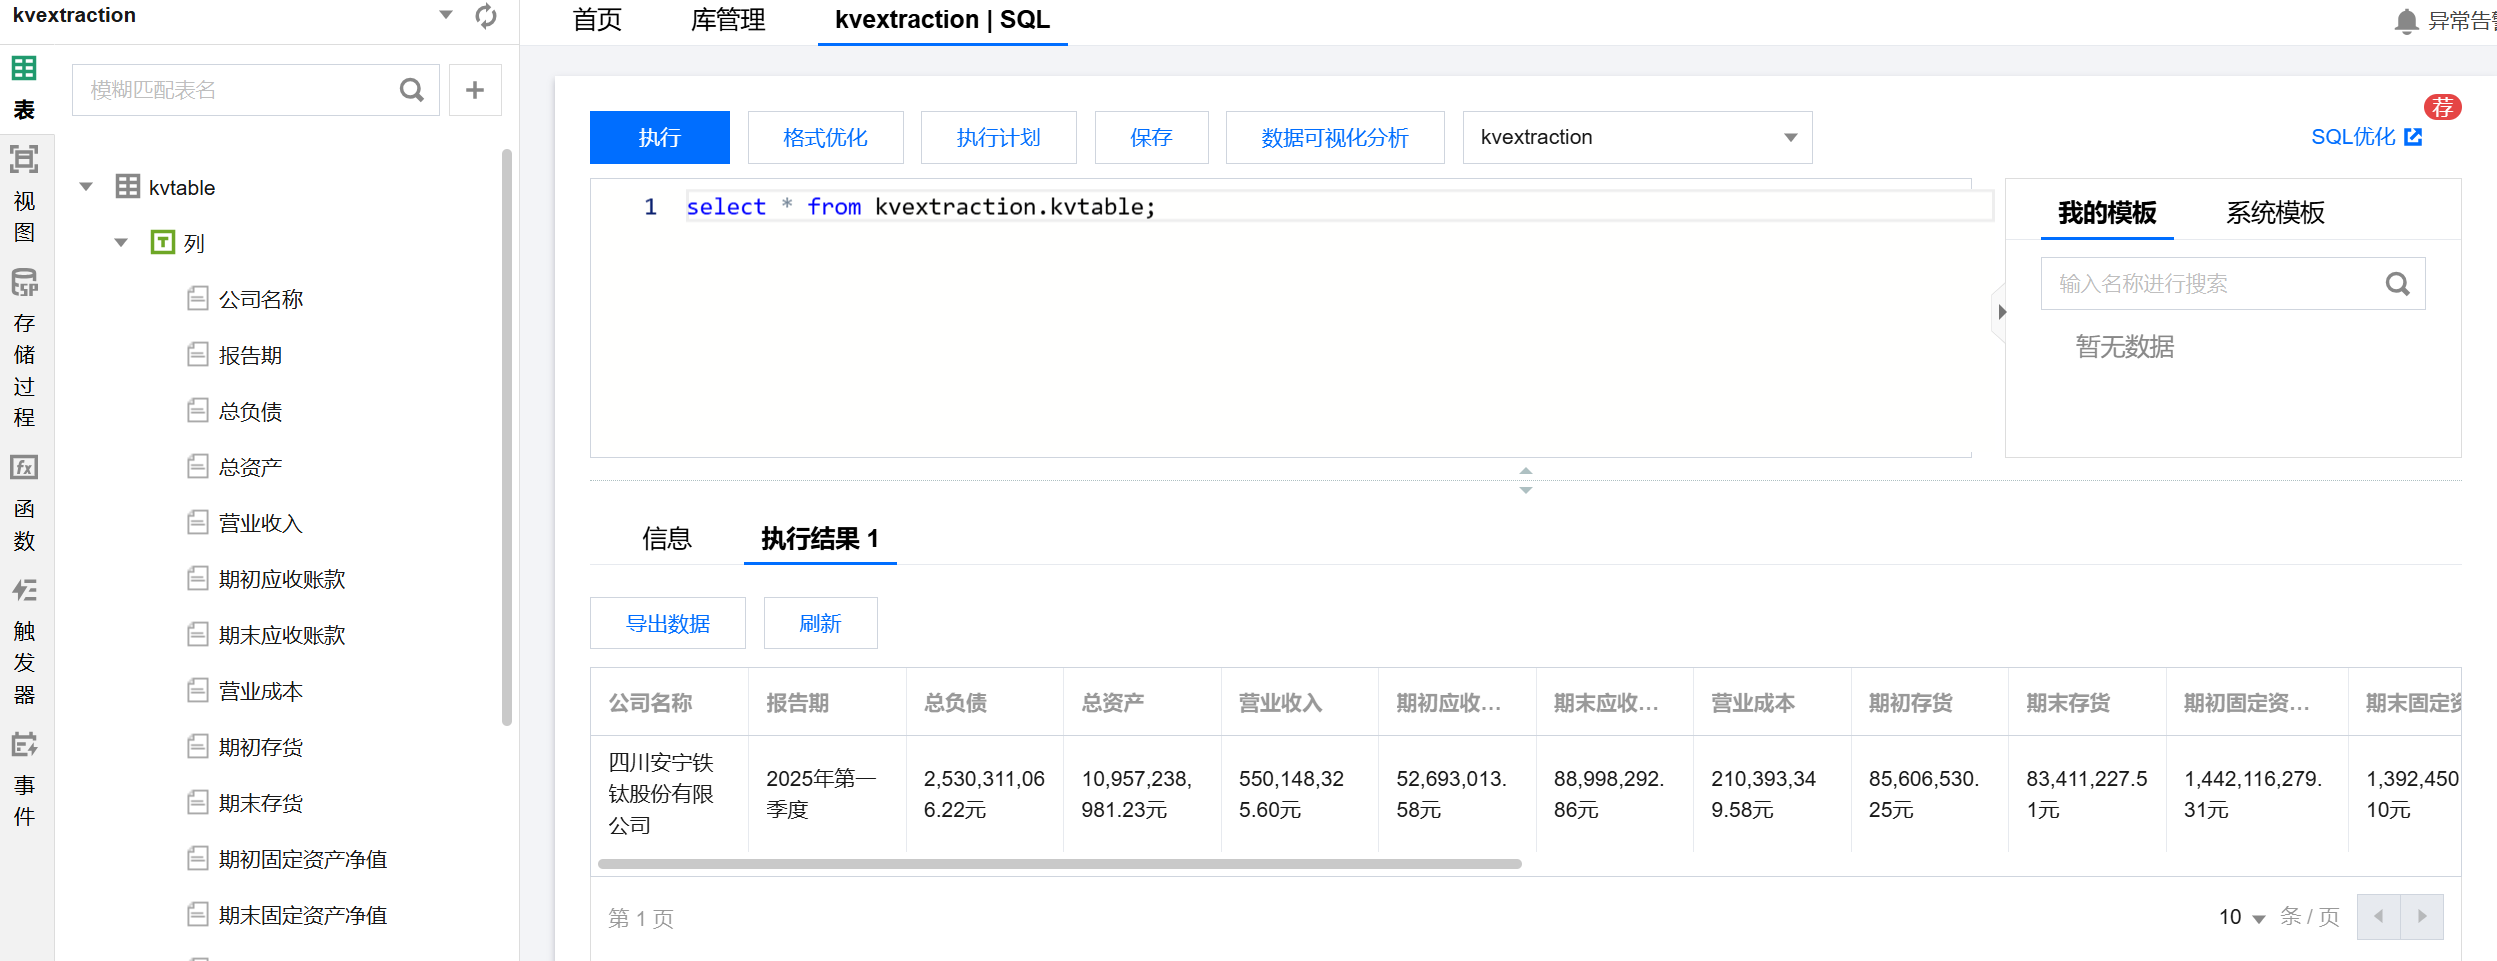 kvextraction
首页
库管理
kvextraction | SQL
异常告
表
模糊匹配表名
视图
存储过程
函数
触发器
事件
kvtable
列
公司名称
报告期
总负债
总资产
营业收入
期初应收账款
期末应收账款
营业成本
期初存货
期末存货
期初固定资产净值
期末固定资产净值
执行
格式优化
执行计划
保存
数据可视化分析
kvextraction
荐
SQL优化
1 select * from kvextraction.kvtable;
我的模板
系统模板
输入名称进行搜索
暂无数据
信息
执行结果 1
导出数据
刷新
公司名称 报告期 总负债 总资产 营业收入 期初应收... 期末应收... 营业成本 期初存货 期末存货 期初固定资... 期末固定资
四川安宁铁
钛股份有限
公司
2025年第一
季度
2,530,311,06
6.22元
10,957,238,
981.23元
550,148,32
5.60元
52,693,013.
58元
88,998,292.
86元
210,393,34
9.58元
85,606,530.
25元
83,411,227.5
1元
1,442,116,279.
31元
1,392,450
10元
第 1 页
10 条 / 页